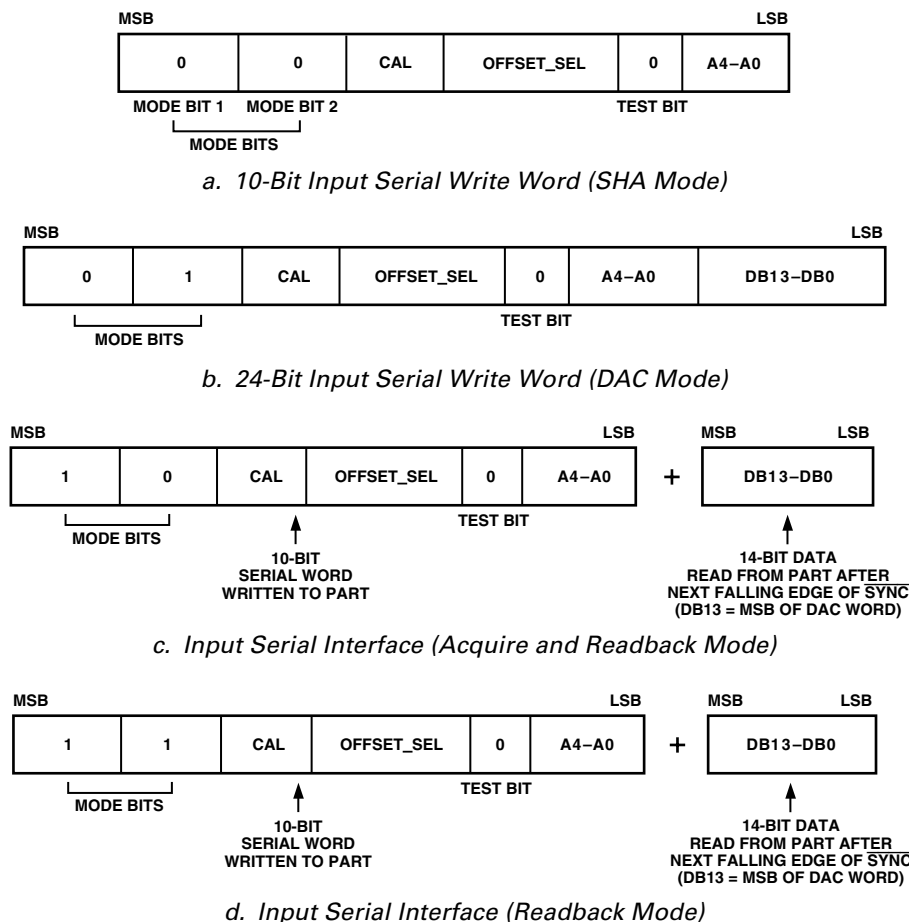 MSB LSB
0 0 CAL OFFSET_SEL 0 A4–A0
MODE BIT 1 MODE BIT 2 TEST BIT
MODE BITS
a. 10-Bit Input Serial Write Word (SHA Mode)
MSB LSB
0 1 CAL OFFSET_SEL 0 A4–A0 DB13–DB0
MODE BITS TEST BIT
b. 24-Bit Input Serial Write Word (DAC Mode)
MSB LSB MSB LSB
1 0 CAL OFFSET_SEL 0 A4–A0 + DB13–DB0
MODE BITS TEST BIT
10-BIT
SERIAL WORD
WRITTEN TO PART
14-BIT DATA
READ FROM PART AFTER
NEXT FALLING EDGE OF SYNC
(DB13 = MSB OF DAC WORD)
c. Input Serial Interface (Acquire and Readback Mode)
MSB LSB MSB LSB
1 1 CAL OFFSET_SEL 0 A4–A0 + DB13–DB0
MODE BITS TEST BIT
10-BIT
SERIAL WORD
WRITTEN TO PART
14-BIT DATA
READ FROM PART AFTER
NEXT FALLING EDGE OF SYNC
(DB13 = MSB OF DAC WORD)
d. Input Serial Interface (Readback Mode)